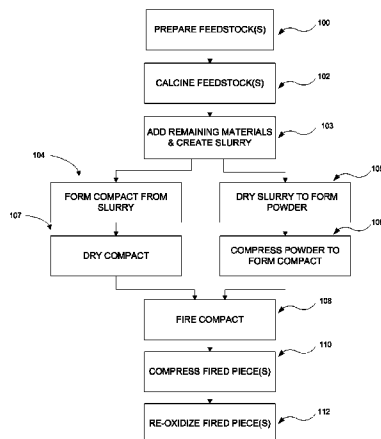 PREPARE FEEDSTOCK(S)
100
CALCINE FEEDSTOCK(S)
102
ADD REMAINING MATERIALS
& CREATE SLURRY
103
104
FORM COMPACT FROM
SLURRY
DRY SLURRY TO FORM
POWDER
107
DRY COMPACT
COMPRESS POWDER TO
FORM COMPACT
FIRE COMPACT
108
COMPRESS FIRED PIECE(S)
110
RE-OXIDIZE FIRED PIECE(S)
112